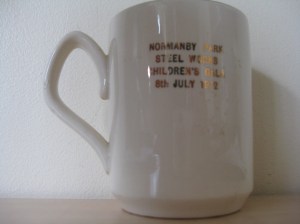 NORMANBY PARK
STEEL WORKS
CHILDREN'S GALA
8th JULY